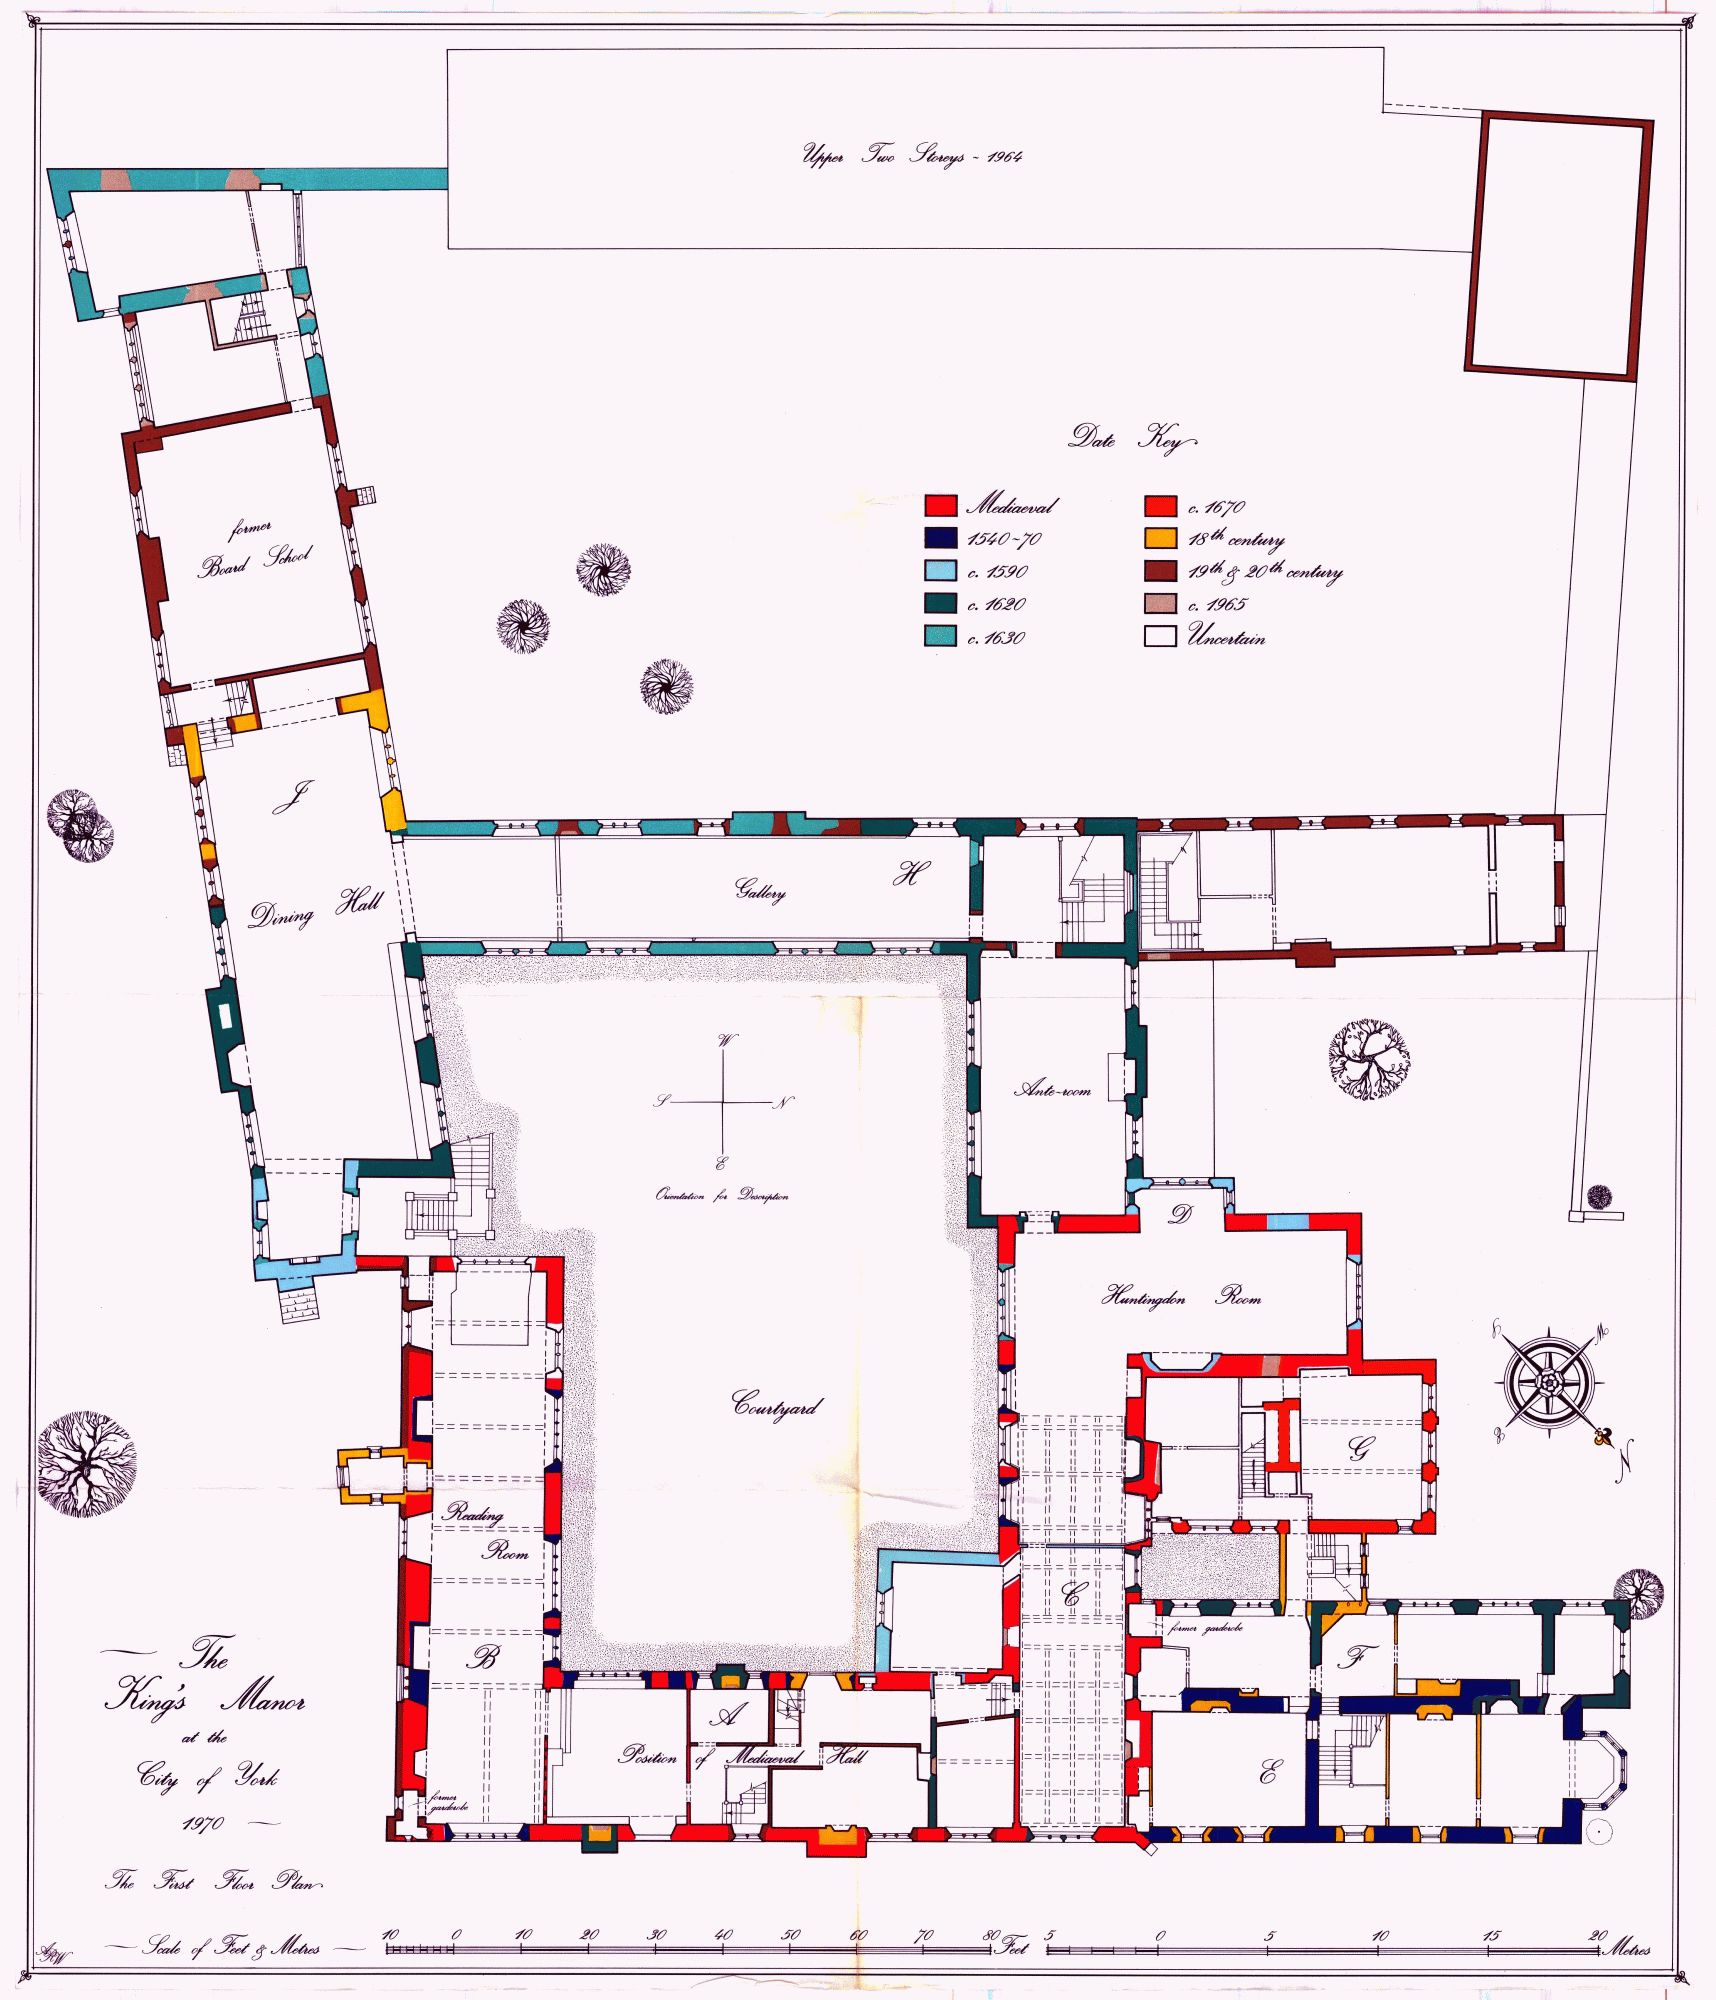 Upper Two Storeys - 1964
Date Key
Mediaeval
1540-70
c. 1590
c. 1620
c. 1630
c. 1670
18th century
19th & 20th century
c. 1965
Uncertain
former
Board School
J
Dining Hall
Gallery
H
W
S
N
E
Orientation for Description
Ante-room
D
Huntingdon Room
Courtyard
G
N
Reading
Room
B
C
former garderobe
F
A
Position of Mediaeval Hall
E
former
garderobe
The
King's Manor
at the
City of York
1970
The First Floor Plan
Scale of Feet & Metres
10 0 10 20 30 40 50 60 70 80 Feet
5 0 5 10 15 20 Metres
ARW